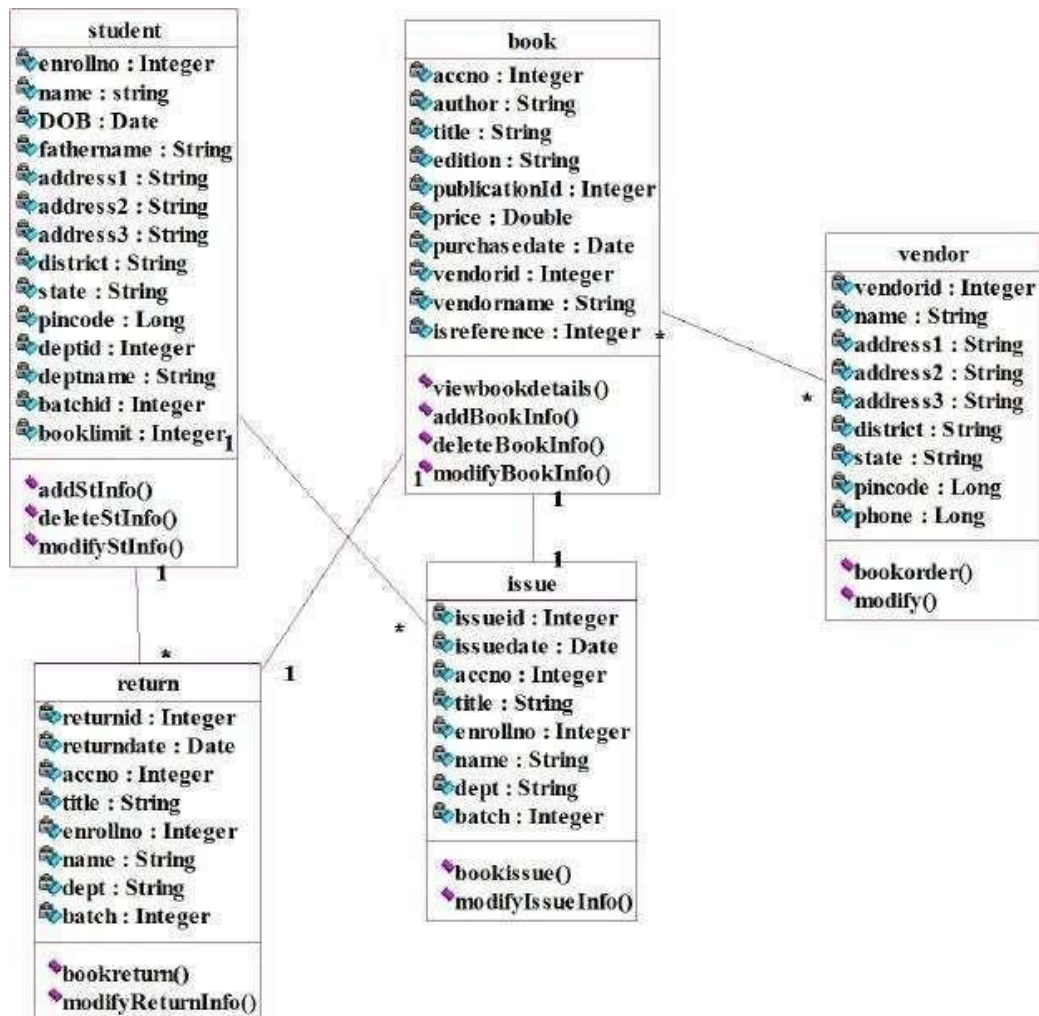 student
enrollno : Integer
name : string
DOB : Date
fathername : String
address1 : String
address2 : String
address3 : String
district : String
state : String
pincode : Long
deptid : Integer
deptname : String
batchid : Integer
booklimit : Integer
1
addStInfo()
deleteStInfo()
modifyStInfo()
1
*
book
accno : Integer
author : String
title : String
edition : String
publicationId : Integer
price : Double
purchasedate : Date
vendorid : Integer
vendorname : String
isreference : Integer
*
viewbookdetails()
addBookInfo()
deleteBookInfo()
1
modifyBookInfo()
1
1
*
vendor
vendorid : Integer
name : String
address1 : String
address2 : String
address3 : String
*
district : String
state : String
pincode : Long
phone : Long
bookorder()
modify()
return
1
returnid : Integer
returndate : Date
accno : Integer
title : String
enrollno : Integer
name : String
dept : String
batch : Integer
bookreturn()
modifyReturnInfo()
issue
issueid : Integer
issuedate : Date
accno : Integer
title : String
enrollno : Integer
name : String
dept : String
batch : Integer
bookissue()
modifyIssueInfo()